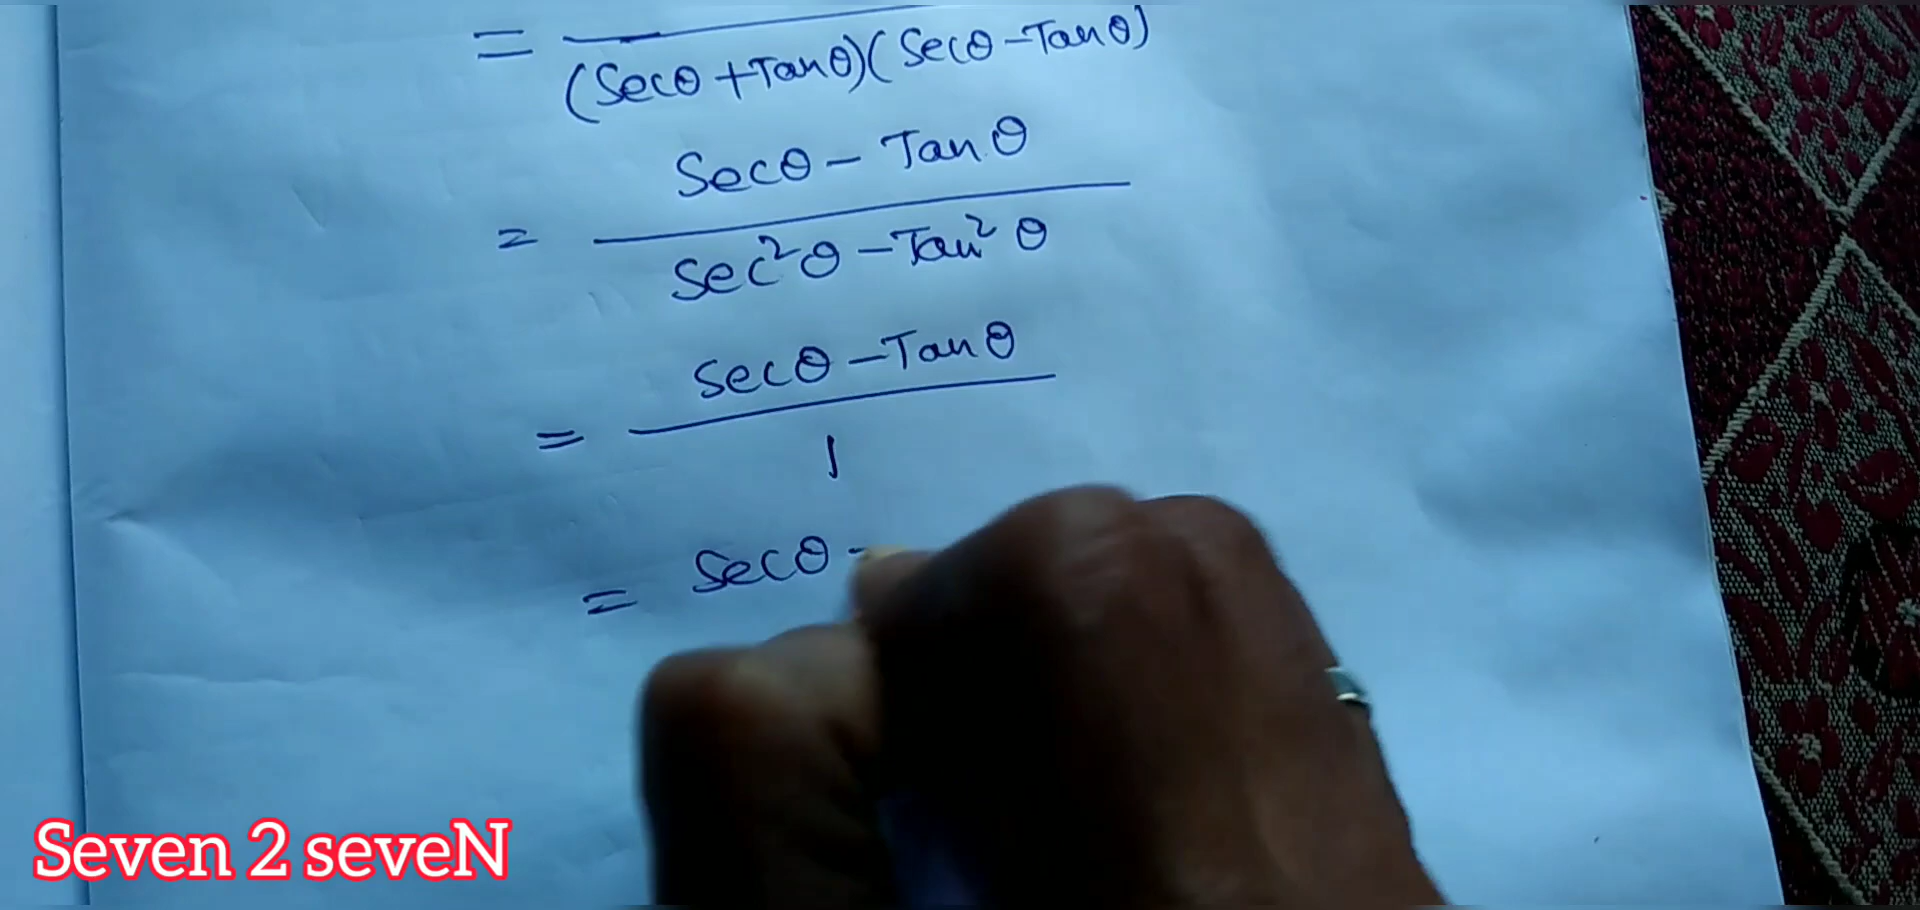 =
(Secθ + Tanθ)(Secθ - Tanθ)
Secθ - Tanθ
=
Sec²θ - Tan²θ
Secθ - Tanθ
=
1
= Secθ -
Seven 2 seveN